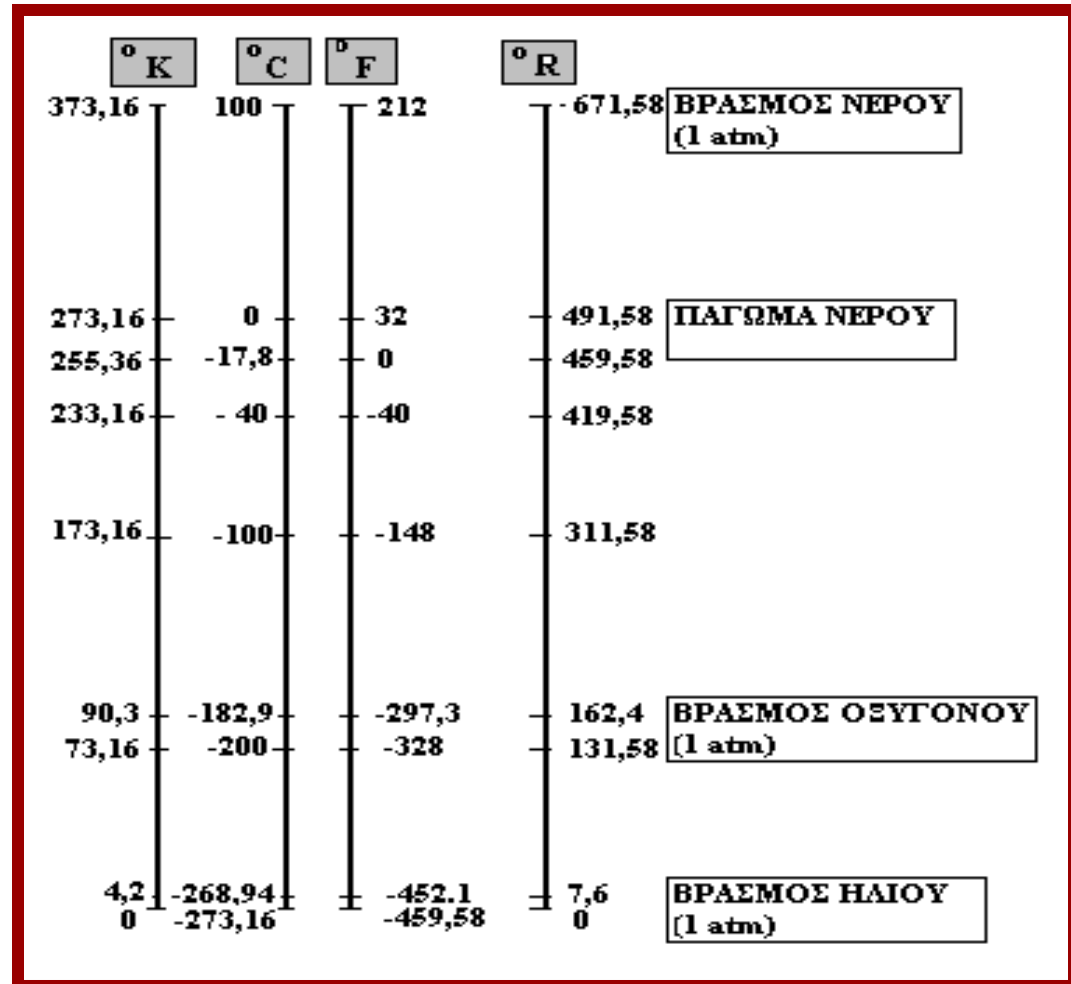 °K °C °F °R
373,16 100 212 - 671,58 ΒΡΑΣΜΟΣ ΝΕΡΟΥ
(1 atm)
273,16 0 32 491,58 ΠΑΓΩΜΑ ΝΕΡΟΥ
255,36 -17,8 0 459,58
233,16 - 40 -40 419,58
173,16 -100 -148 311,58
90,3 -182,9 -297,3 162,4 ΒΡΑΣΜΟΣ ΟΞΥΓΟΝΟΥ
73,16 -200 -328 131,58 (1 atm)
4,2 -268,94 -452.1 7,6 ΒΡΑΣΜΟΣ ΗΛΙΟΥ
0 -273,16 -459,58 0 (1 atm)